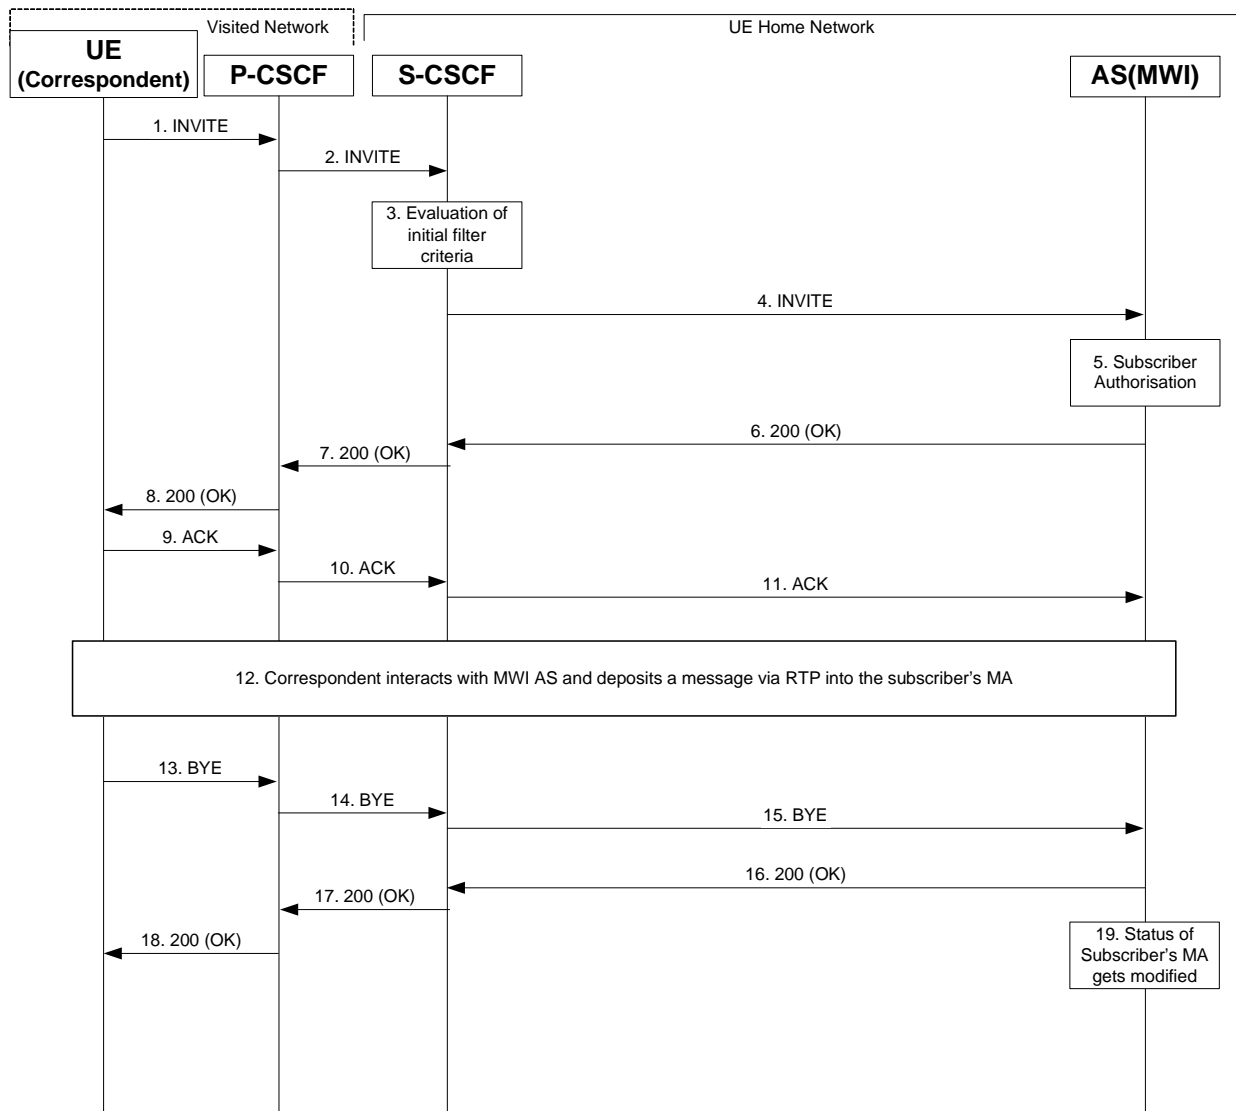 Visited Network
UE Home Network
UE
(Correspondent)
P-CSCF
S-CSCF
AS(MWI)
1. INVITE
2. INVITE
3. Evaluation of
initial filter
criteria
4. INVITE
5. Subscriber
Authorisation
6. 200 (OK)
7. 200 (OK)
8. 200 (OK)
9. ACK
10. ACK
11. ACK
12. Correspondent interacts with MWI AS and deposits a message via RTP into the subscriber's MA
13. BYE
14. BYE
15. BYE
16. 200 (OK)
17. 200 (OK)
18. 200 (OK)
19. Status of
Subscriber's MA
gets modified